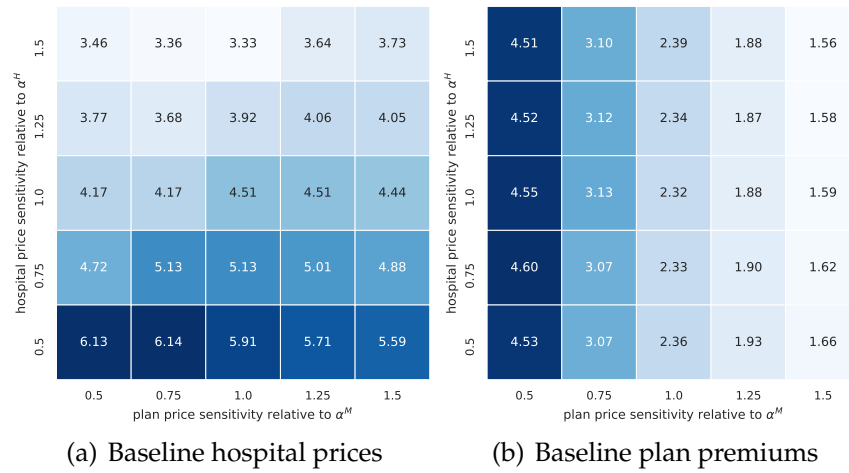 hospital price sensitivity relative to α^H
1.5 3.46 3.36 3.33 3.64 3.73
1.25 3.77 3.68 3.92 4.06 4.05
1.0 4.17 4.17 4.51 4.51 4.44
0.75 4.72 5.13 5.13 5.01 4.88
0.5 6.13 6.14 5.91 5.71 5.59
0.5 0.75 1.0 1.25 1.5
plan price sensitivity relative to α^M
(a) Baseline hospital prices
hospital price sensitivity relative to α^H
1.5 4.51 3.10 2.39 1.88 1.56
1.25 4.52 3.12 2.34 1.87 1.58
1.0 4.55 3.13 2.32 1.88 1.59
0.75 4.60 3.07 2.33 1.90 1.62
0.5 4.53 3.07 2.36 1.93 1.66
0.5 0.75 1.0 1.25 1.5
plan price sensitivity relative to α^M
(b) Baseline plan premiums